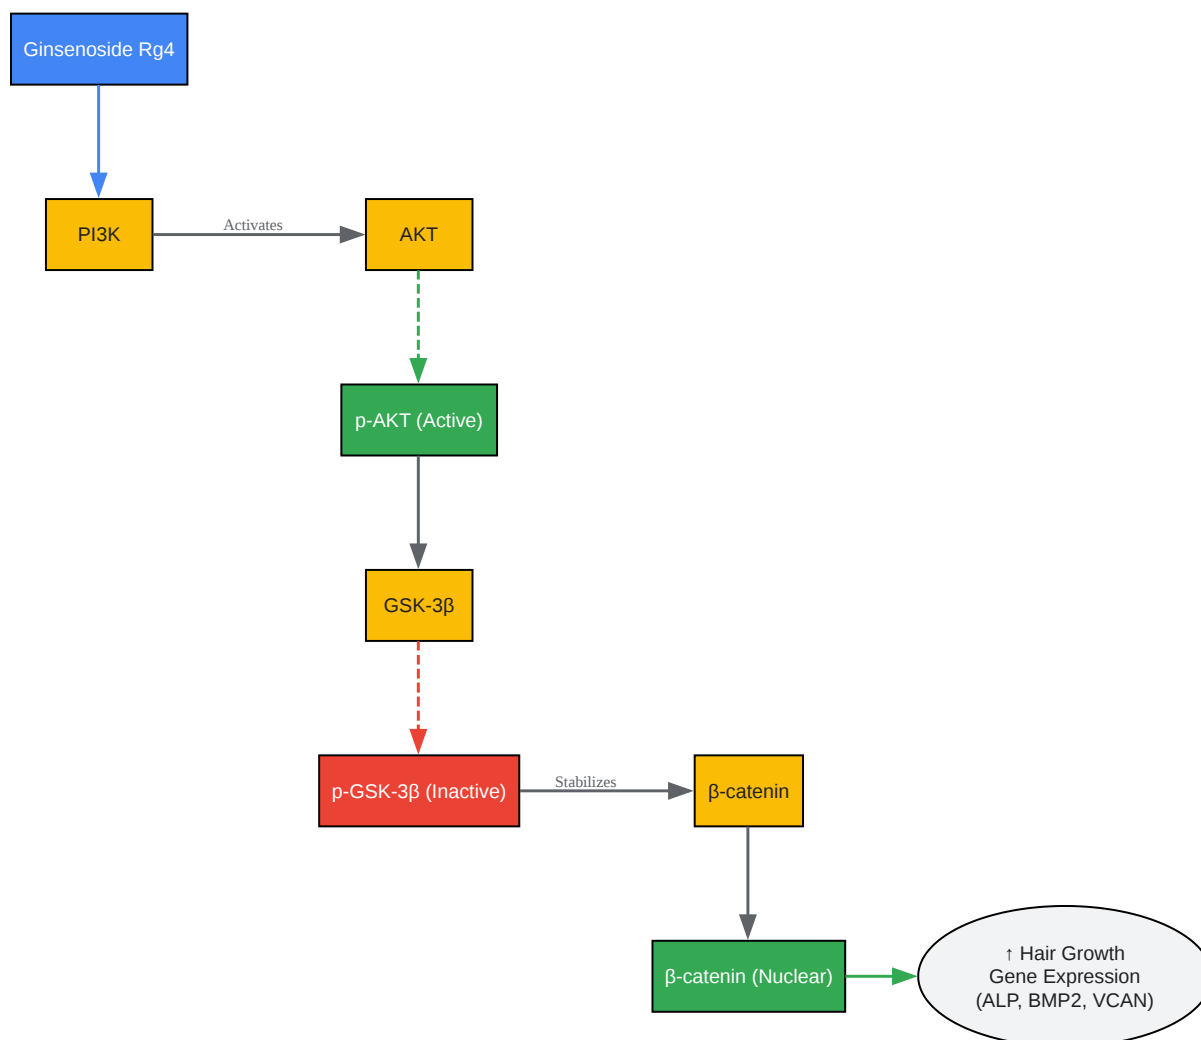 Ginsenoside Rg4
PI3K
Activates
AKT
p-AKT (Active)
GSK-3β
p-GSK-3β (Inactive)
Stabilizes
β-catenin
β-catenin (Nuclear)
↑ Hair Growth
Gene Expression
(ALP, BMP2, VCAN)